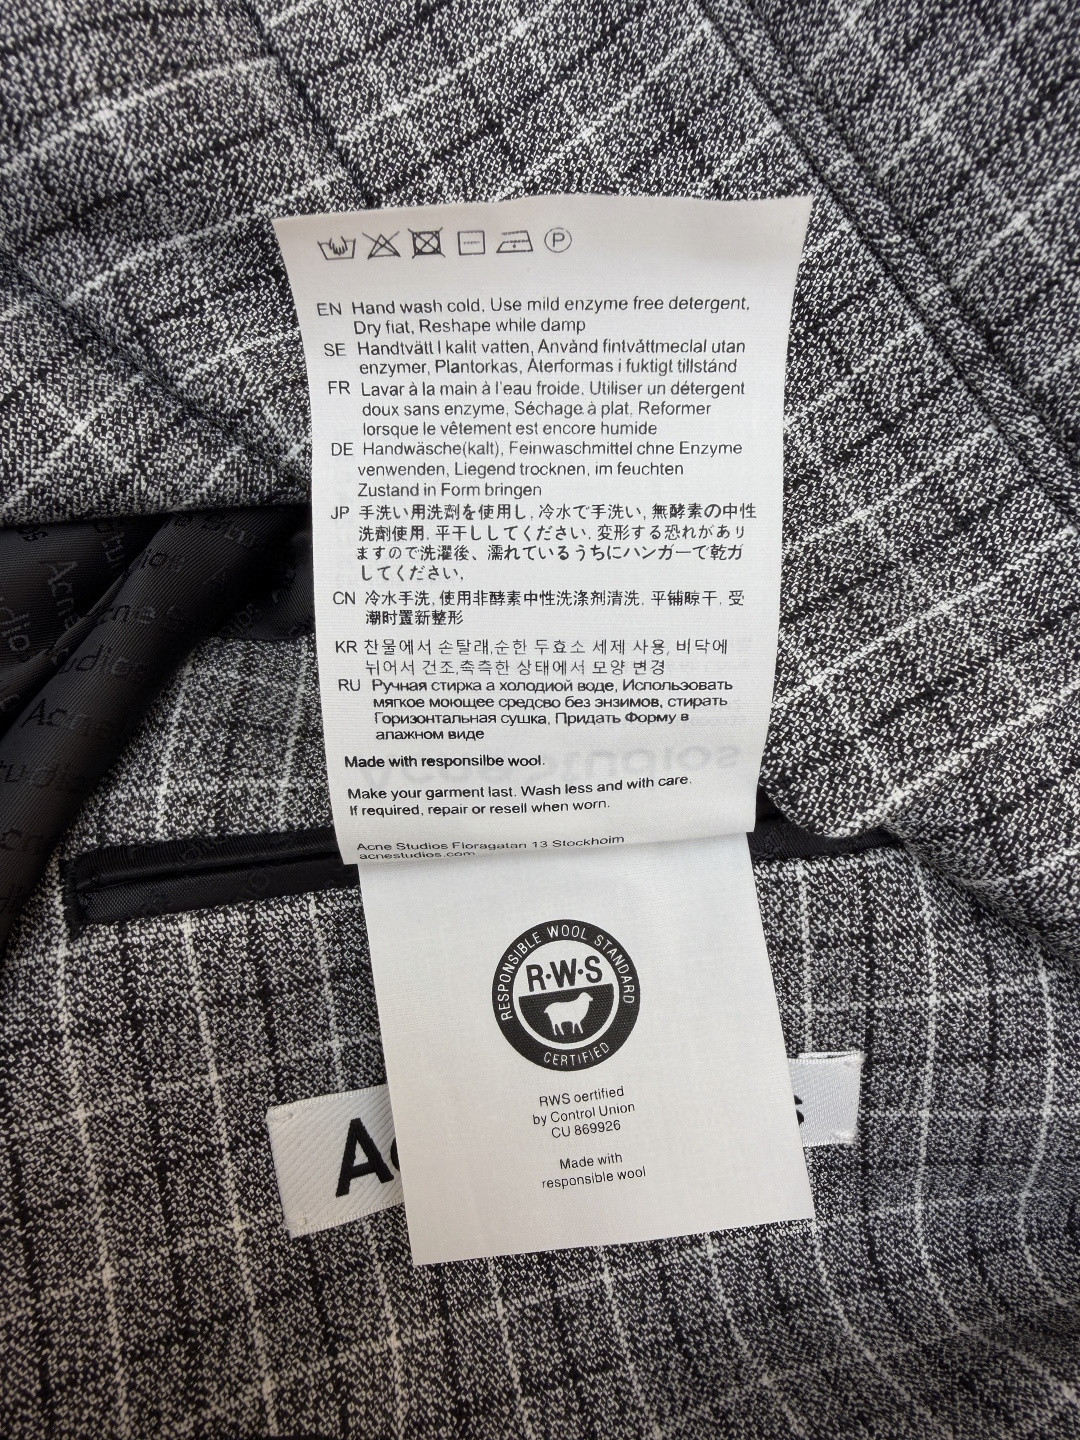 EN Hand wash cold. Use mild enzyme free detergent,
Dry fiat, Reshape while damp
SE Handtvätt I kalit vatten, Använd fintvåttmeclal utan
enzymer, Plantorkas, Återformas i fuktigt tillstånd
FR Lavar à la main à l'eau froide. Utiliser un détergent
doux sans enzyme, Séchage à plat, Reformer
lorsque le vêtement est encore humide
DE Handwäsche(kalt), Feinwaschmittel chne Enzyme
venwenden, Liegend trocknen, im feuchten
Zustand in Form bringen
JP 手洗い用洗剤を使用し, 冷水で手洗い, 無酵素の中性
洗剤使用, 平干ししてください, 変形する恐れがあり
ますので洗濯後、濡れているうちにハンガーで乾ガ
してください,
CN 冷水手洗, 使用非酵素中性洗涤剂清洗, 平铺晾干, 受
潮时置新整形
KR 찬물에서 손탈래,순한 두효소 세제 사용, 비닥에
뉘어서 건조,측측한 상태에서 모양 변경
RU Ручная стирка а холодиой воде, Использовать
мягкое моющее средсво без энзимов, стирать
Горизонтальная сушка, Придать Форму в
алажном виде
Made with responsilbe wool.
Make your garment last. Wash less and with care.
If required, repair or resell when worn.
Acne Studios Floragatan 13 Stockhoim
acnestudios.com
RESPONSIBLE WOOL STANDARD
R·W·S
CERTIFIED
RWS oertified
by Control Union
CU 869926
Made with
responsible wool